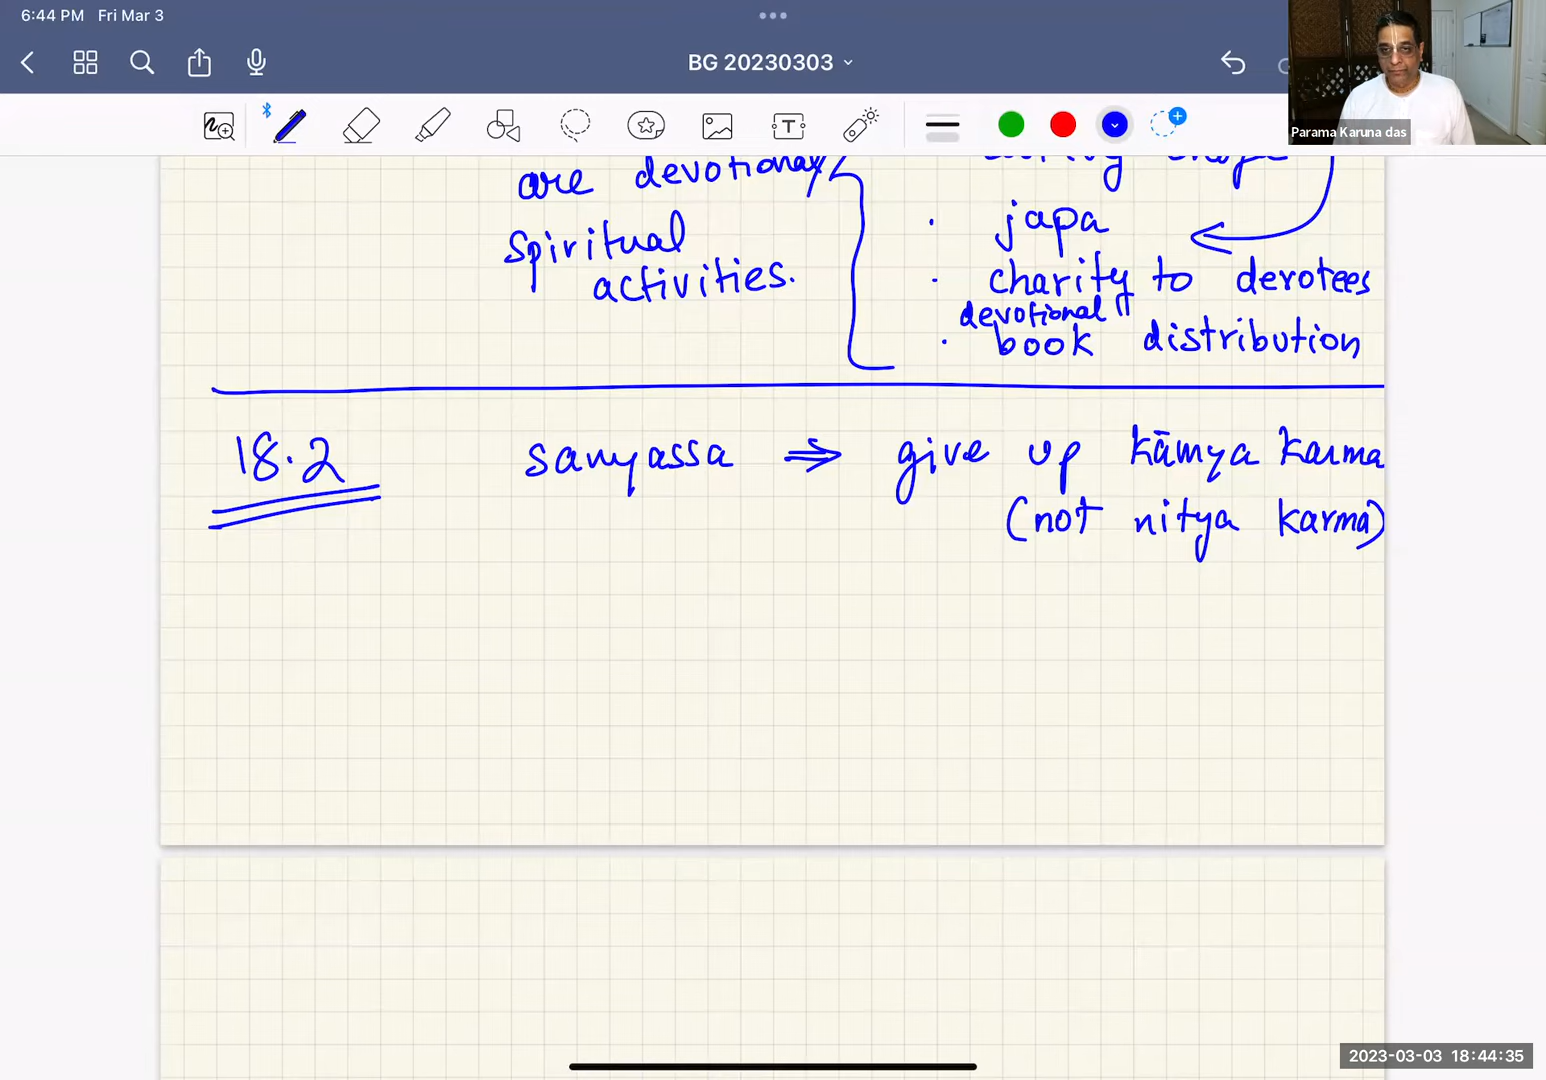 6:44 PM Fri Mar 3
BG 20230303
Parama Karuna das
are devotional/
spiritual
activities.
· japa
· charity to devotees
devotional
· book distribution
18.2 sanyassa ⇒ give up kāmya karma
(not nitya karma)
2023-03-03 18:44:35